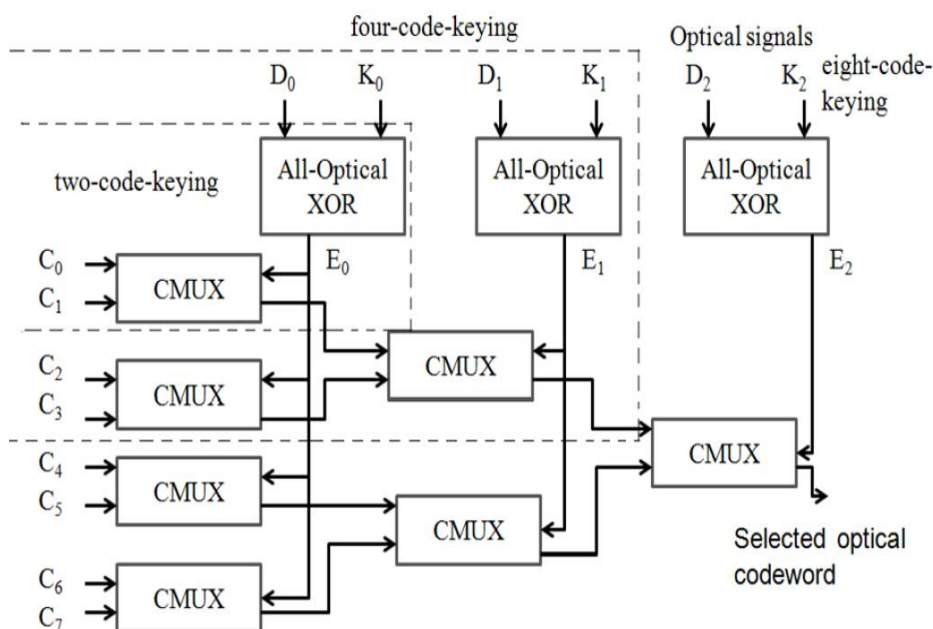 four-code-keying
Optical signals
D₀ K₀ D₁ K₁ D₂ K₂ eight-code-
keying
two-code-keying
All-Optical
XOR
All-Optical
XOR
All-Optical
XOR
E₀ E₁ E₂
C₀
C₁
CMUX
C₂
C₃
CMUX
CMUX
C₄
C₅
CMUX
CMUX
CMUX
C₆
C₇
CMUX
Selected optical
codeword